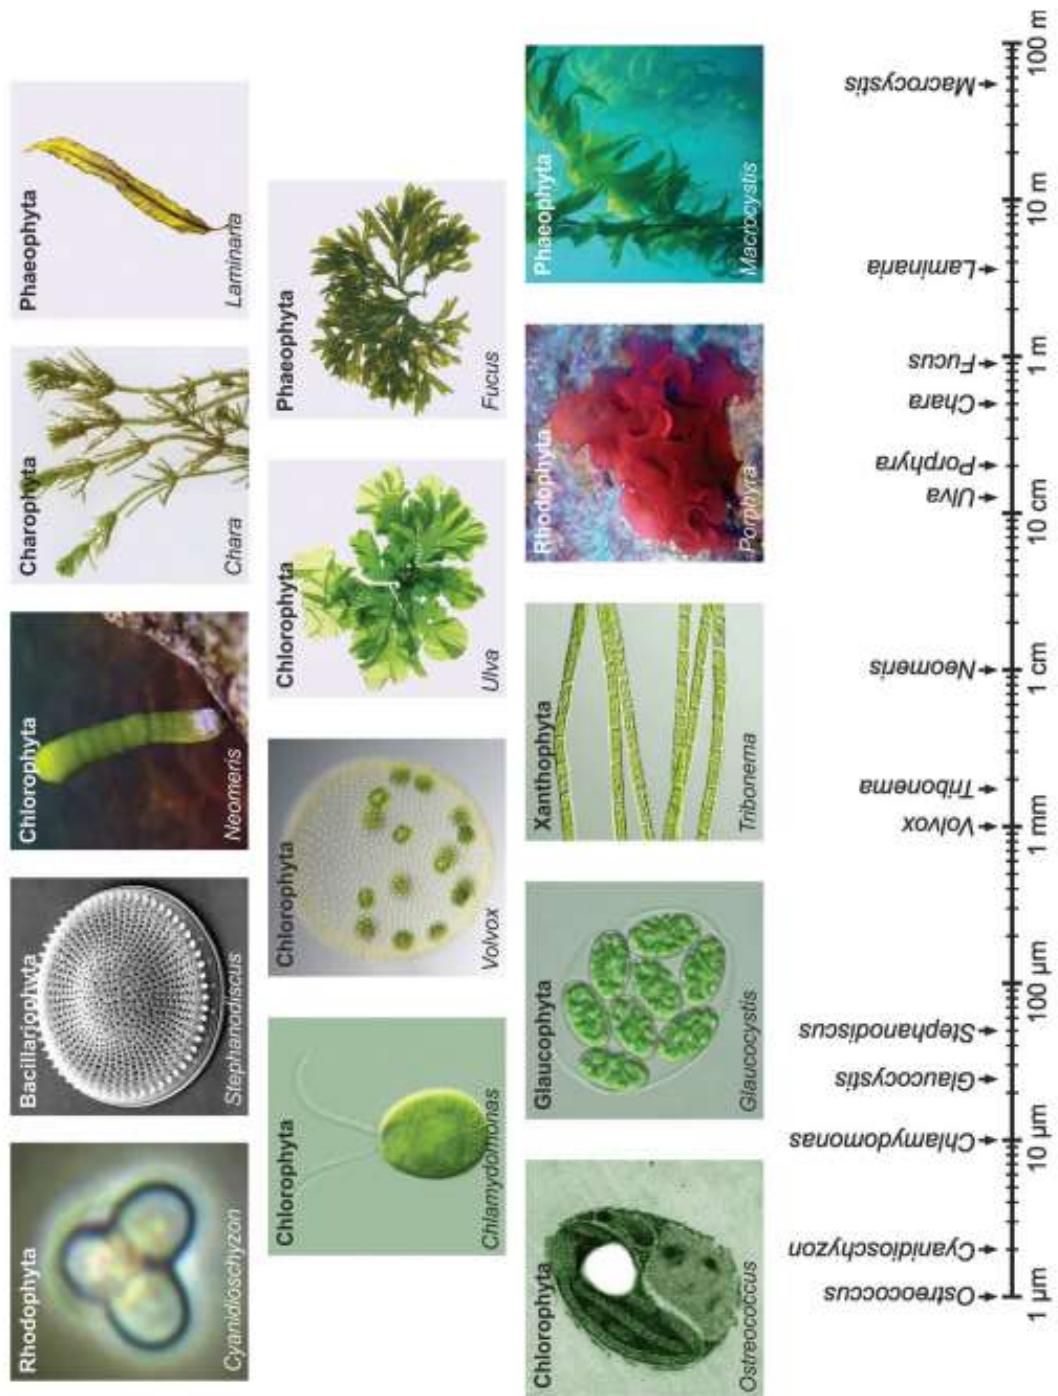 Rhodophyta
Cyanidioschyzon
Bacillariophyta
Stephanodiscus
Chlorophyta
Neomeris
Charophyta
Chara
Phaeophyta
Laminaria
Chlorophyta
Chlamydomonas
Chlorophyta
Volvox
Chlorophyta
Ulva
Phaeophyta
Fucus
Chlorophyta
Ostreococcus
Glaucophyta
Glaucocystis
Xanthophyta
Tribonema
Rhodophyta
Porphyra
Phaeophyta
Macrocystis
Ostreococcus
Cyanidioschyzon
Chlamydomonas
Glaucocystis
Stephanodiscus
Volvox
Tribonema
Neomeris
Ulva
Porphyra
Chara
Fucus
Laminaria
Macrocystis
1 µm
10 µm
100 µm
1 mm
1 cm
10 cm
1 m
10 m
100 m